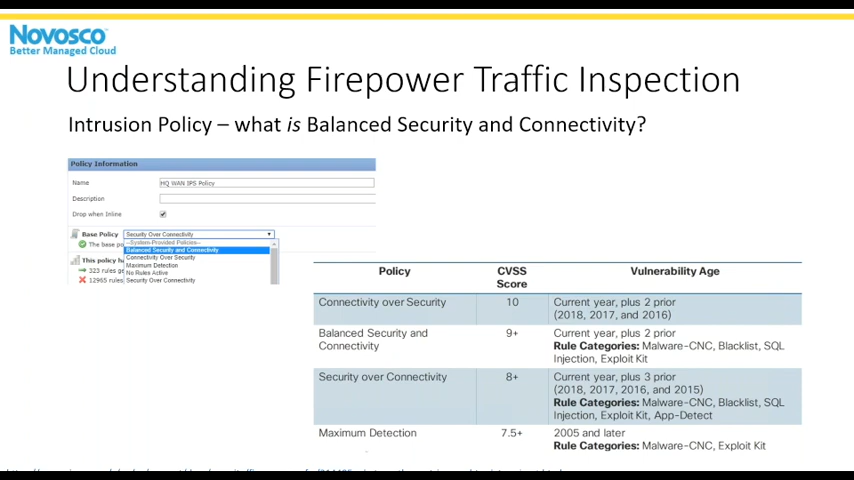 Novosco
Better Managed Cloud
Understanding Firepower Traffic Inspection
Intrusion Policy – what is Balanced Security and Connectivity?
Policy Information
Name HQ WAN IPS Policy
Description
Drop when Inline
Base Policy Security Over Connectivity
--System-Provided Policies--
The base po
Balanced Security and Connectivity
Connectivity Over Security
This policy ha
Maximum Detection
323 rules ge
No Rules Active
12965 rules
Security Over Connectivity
Policy CVSS Score Vulnerability Age
Connectivity over Security 10 Current year, plus 2 prior
(2018, 2017, and 2016)
Balanced Security and Connectivity 9+ Current year, plus 2 prior
Rule Categories: Malware-CNC, Blacklist, SQL
Injection, Exploit Kit
Security over Connectivity 8+ Current year, plus 3 prior
(2018, 2017, 2016, and 2015)
Rule Categories: Malware-CNC, Blacklist, SQL
Injection, Exploit Kit, App-Detect
Maximum Detection 7.5+ 2005 and later
Rule Categories: Malware-CNC, Exploit Kit